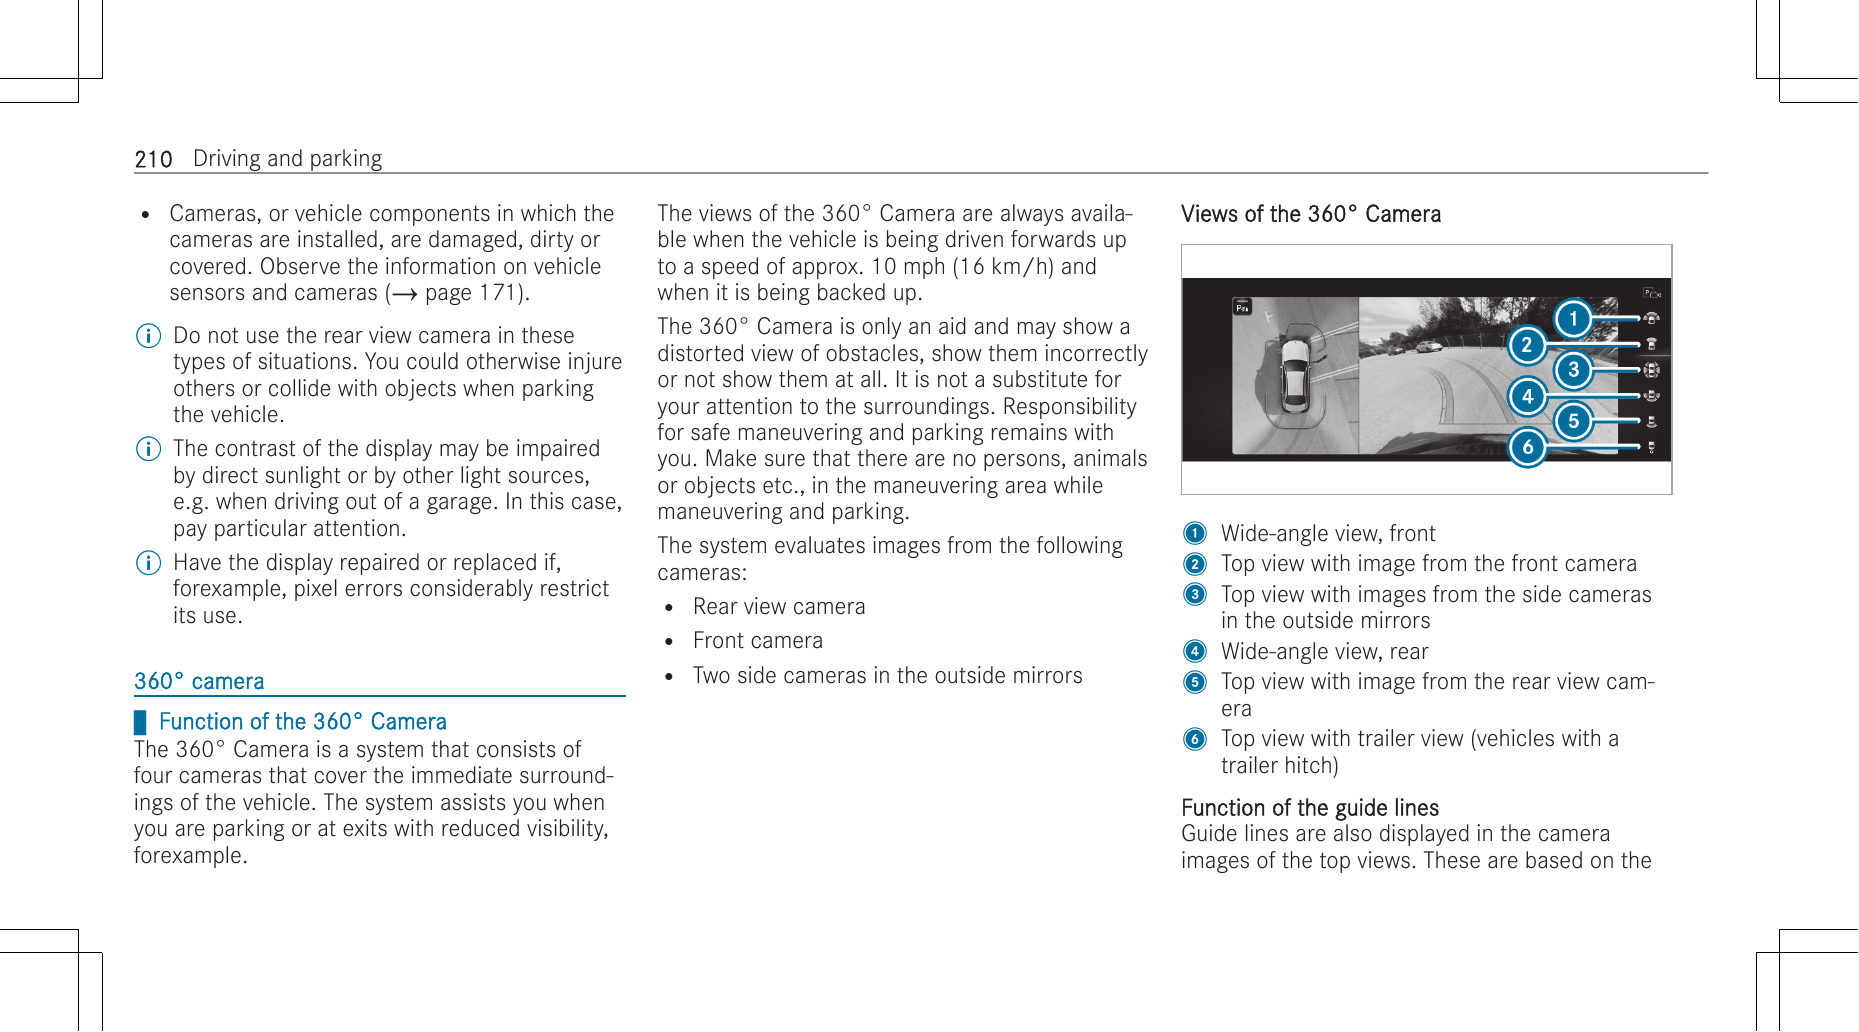 210 Driving and parking
• Cameras, or vehicle components in which the
cameras are installed, are damaged, dirty or
covered. Observe the information on vehicle
sensors and cameras (→ page 171).
Do not use the rear view camera in these
types of situations. You could otherwise injure
others or collide with objects when parking
the vehicle.
The contrast of the display may be impaired
by direct sunlight or by other light sources,
e.g. when driving out of a garage. In this case,
pay particular attention.
Have the display repaired or replaced if,
forexample, pixel errors considerably restrict
its use.
360° camera
Function of the 360° Camera
The 360° Camera is a system that consists of
four cameras that cover the immediate surround-
ings of the vehicle. The system assists you when
you are parking or at exits with reduced visibility,
forexample.
The views of the 360° Camera are always availa-
ble when the vehicle is being driven forwards up
to a speed of approx. 10 mph (16 km/h) and
when it is being backed up.
The 360° Camera is only an aid and may show a
distorted view of obstacles, show them incorrectly
or not show them at all. It is not a substitute for
your attention to the surroundings. Responsibility
for safe maneuvering and parking remains with
you. Make sure that there are no persons, animals
or objects etc., in the maneuvering area while
maneuvering and parking.
The system evaluates images from the following
cameras:
• Rear view camera
• Front camera
• Two side cameras in the outside mirrors
Views of the 360° Camera
1
2
3
4
5
6
1 Wide-angle view, front
2 Top view with image from the front camera
3 Top view with images from the side cameras
in the outside mirrors
4 Wide-angle view, rear
5 Top view with image from the rear view cam-
era
6 Top view with trailer view (vehicles with a
trailer hitch)
Function of the guide lines
Guide lines are also displayed in the camera
images of the top views. These are based on the